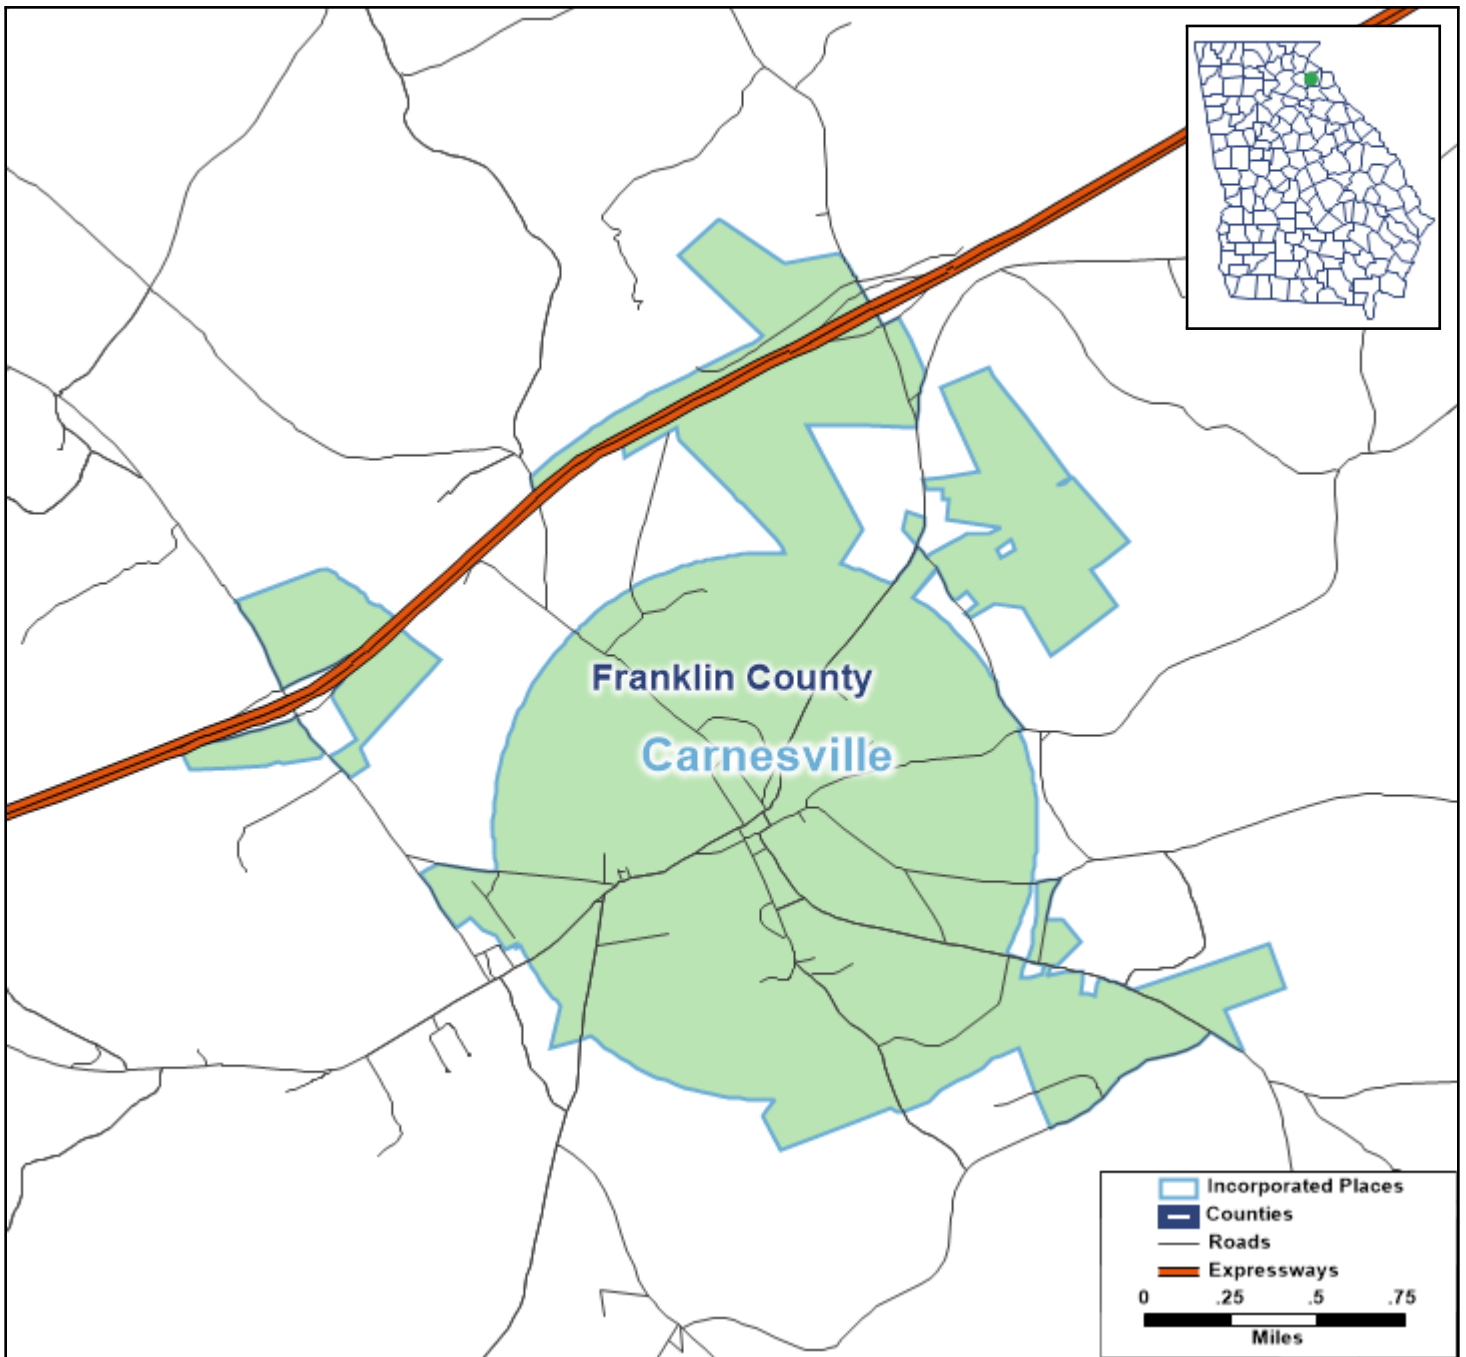 Franklin County
Carnesville
Incorporated Places
Counties
Roads
Expressways
0 .25 .5 .75
Miles